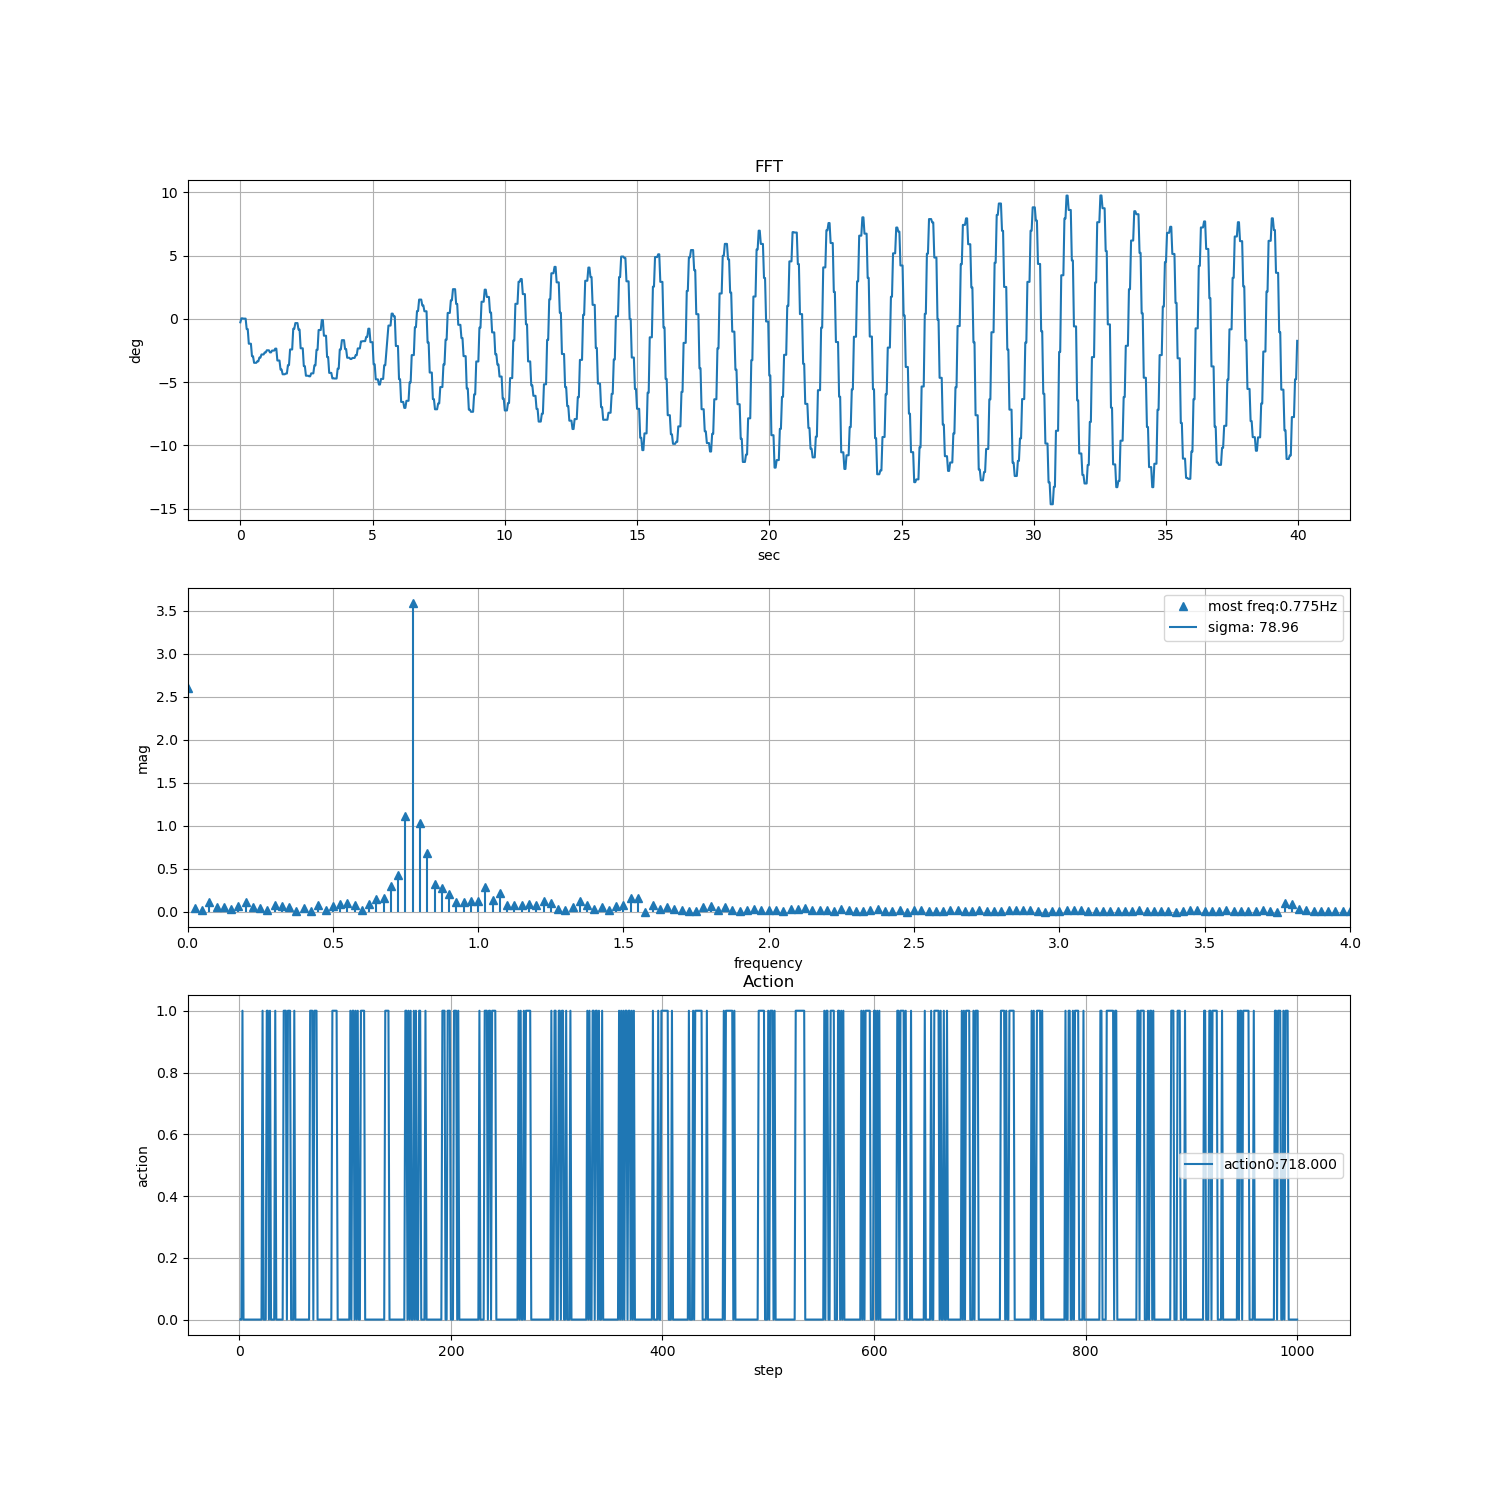 FFT
10
5
0
−5
−10
−15
deg
0 5 10 15 20 25 30 35 40
sec
most freq:0.775Hz
sigma: 78.96
3.5
3.0
2.5
2.0
1.5
1.0
0.5
0.0
mag
0.0 0.5 1.0 1.5 2.0 2.5 3.0 3.5 4.0
frequency
Action
1.0
0.8
0.6
0.4
0.2
0.0
action
action0:718.000
0 200 400 600 800 1000
step